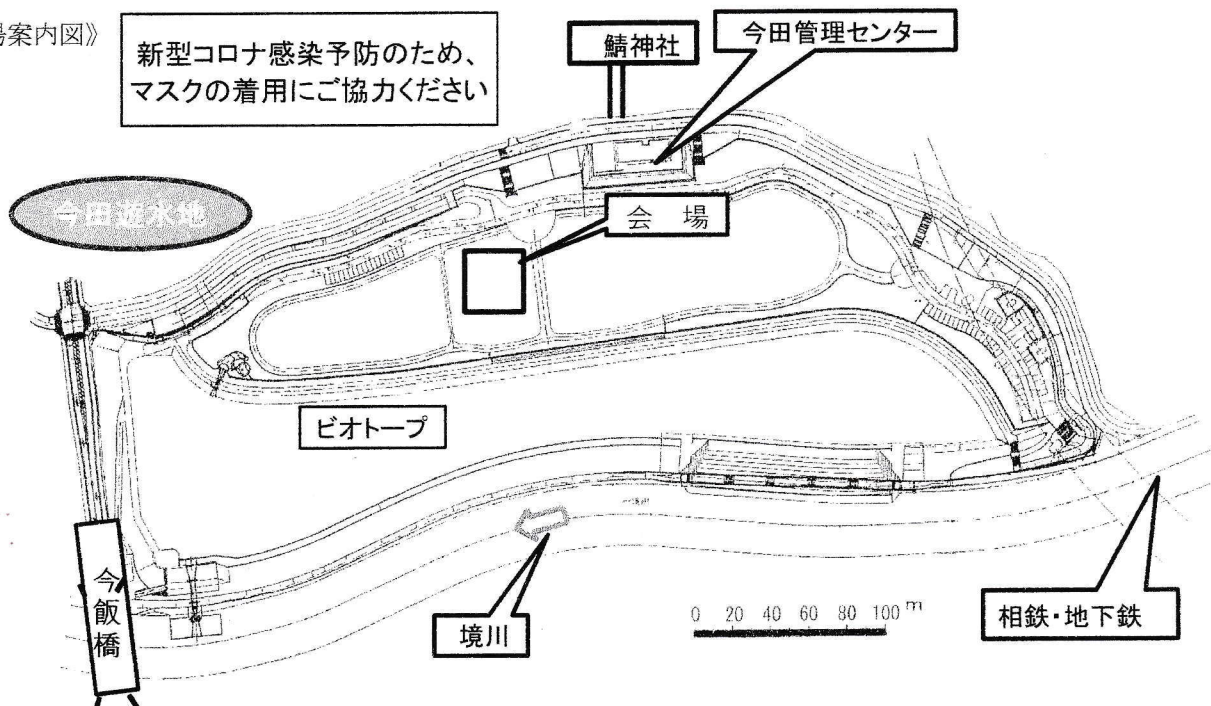 場案内図》
新型コロナ感染予防のため、
マスクの着用にご協力ください
鯖神社
今田管理センター
今田遊水地
会 場
ビオトープ
今飯橋
境川
0 20 40 60 80 100 m
相鉄・地下鉄